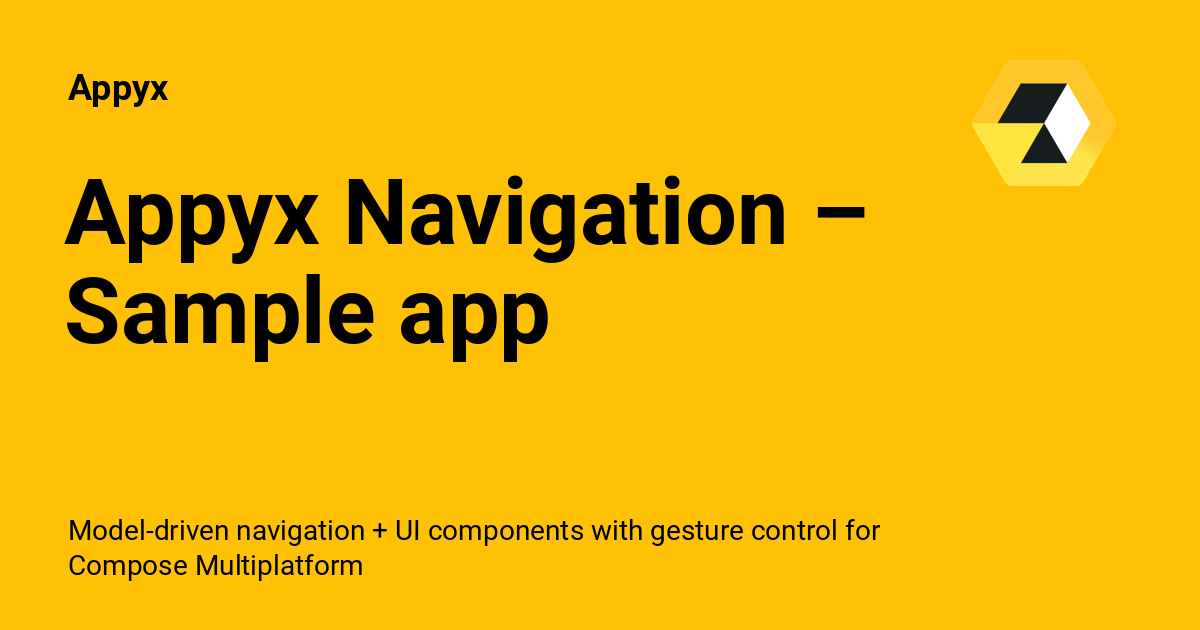 Appyx
Appyx Navigation –
Sample app
Model-driven navigation + UI components with gesture control for
Compose Multiplatform